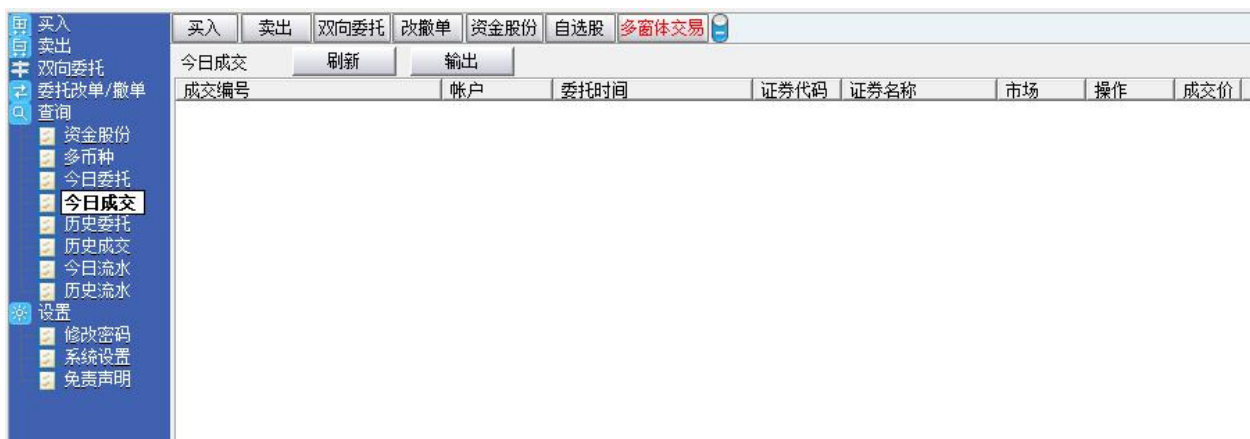 买入
卖出
双向委托
委托改单/撤单
查询
资金股份
多币种
今日委托
今日成交
历史委托
历史成交
今日流水
历史流水
设置
修改密码
系统设置
免责声明
买入 卖出 双向委托 改撤单 资金股份 自选股 多窗体交易
今日成交 刷新 输出
成交编号 帐户 委托时间 证券代码 证券名称 市场 操作 成交价